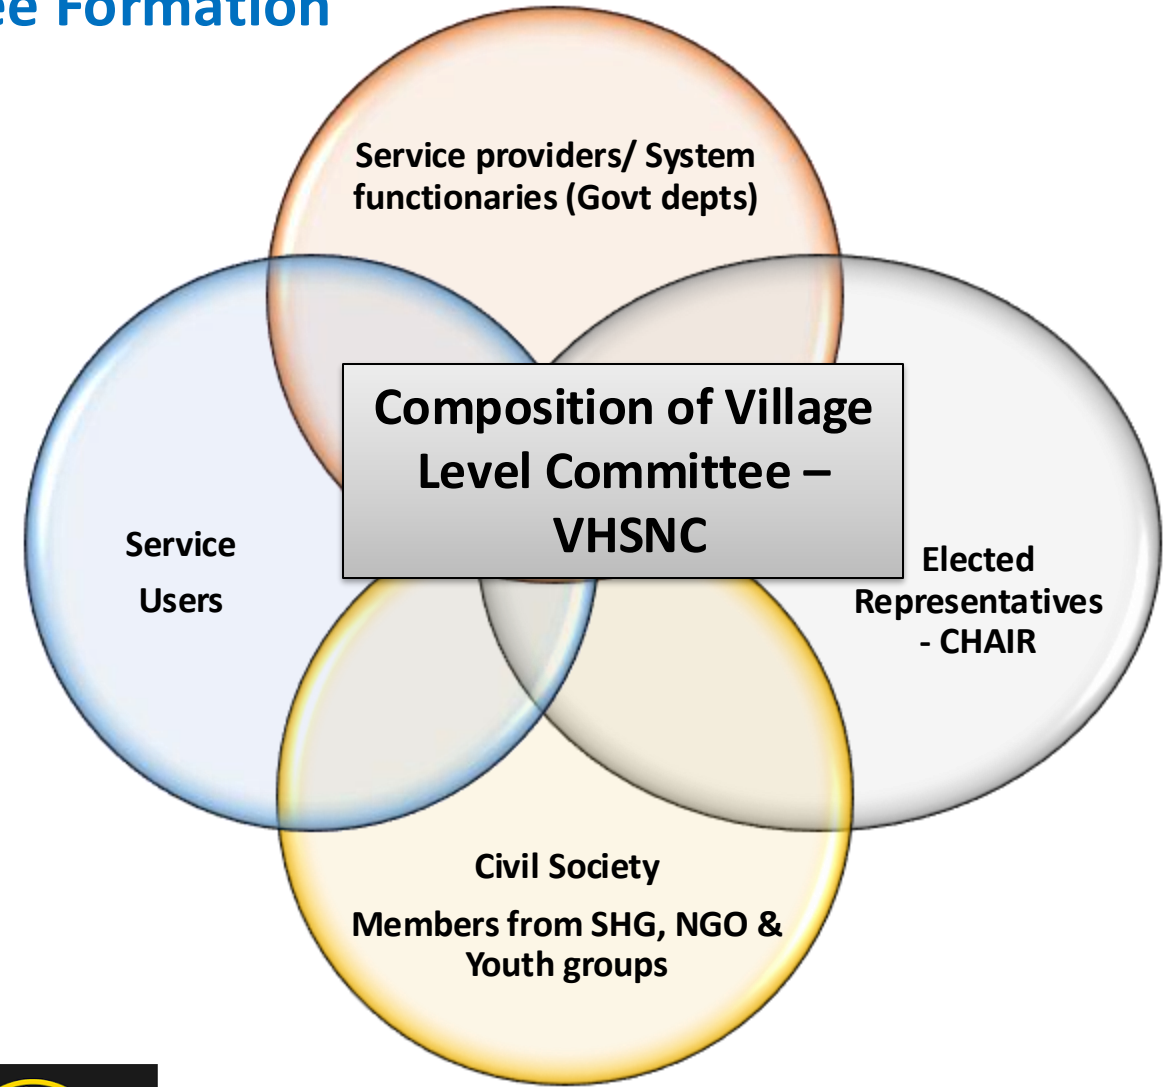 ee Formation
Service providers/ System
functionaries (Govt depts)
Composition of Village
Level Committee –
VHSNC
Service
Users
Elected
Representatives
- CHAIR
Civil Society
Members from SHG, NGO &
Youth groups